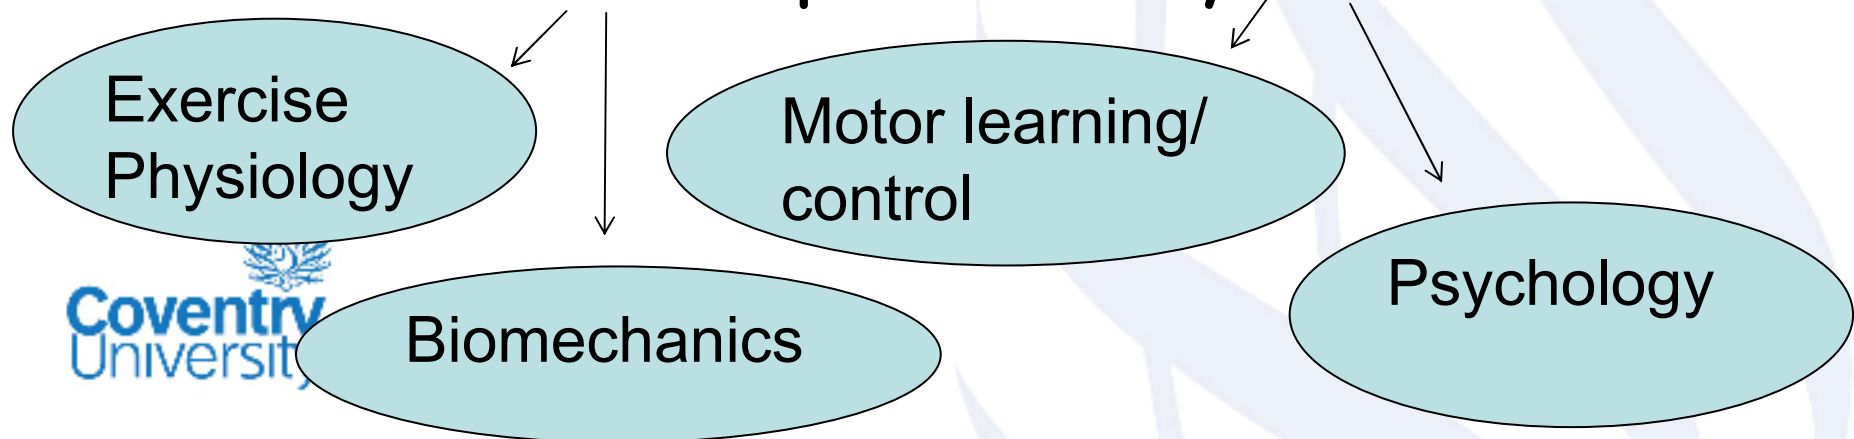 Exercise
Physiology
Motor learning/
control
Psychology
Biomechanics
Coventry
University